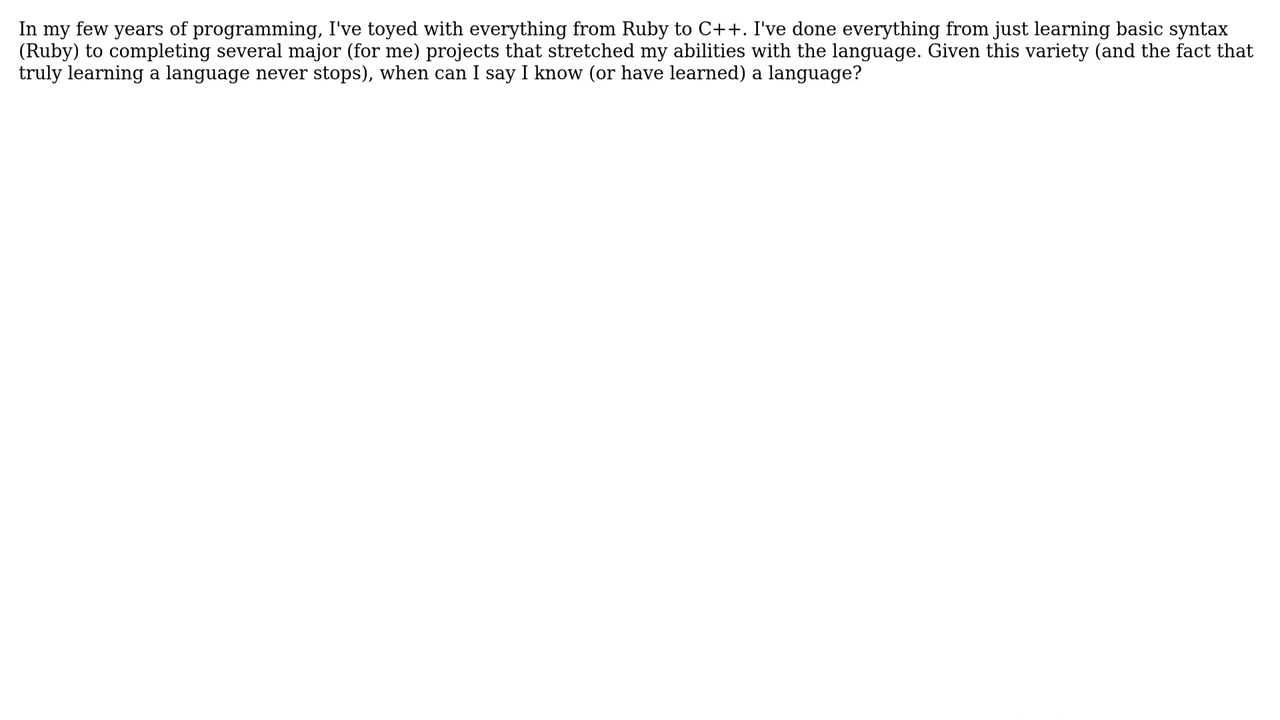 In my few years of programming, I've toyed with everything from Ruby to C++. I've done everything from just learning basic syntax
(Ruby) to completing several major (for me) projects that stretched my abilities with the language. Given this variety (and the fact that
truly learning a language never stops), when can I say I know (or have learned) a language?